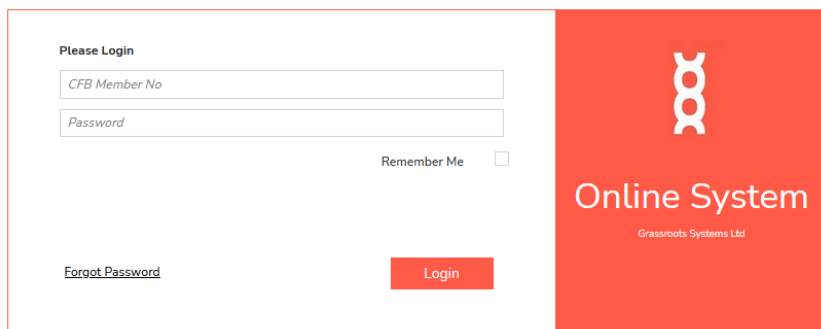 Please Login
CFB Member No
Password
Remember Me
Forgot Password
Login
Online System
Grassroots Systems Ltd